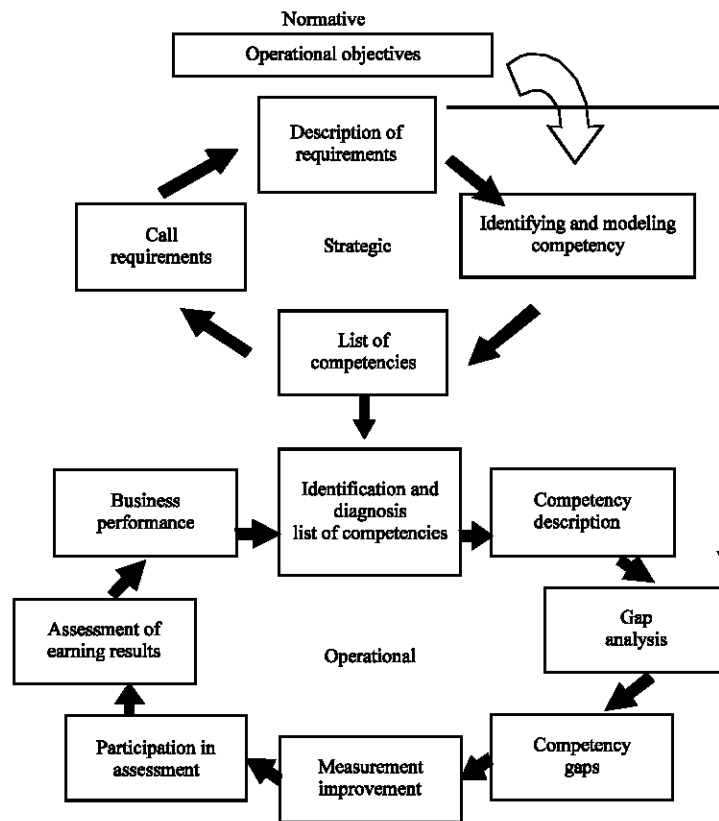 Normative
Operational objectives
Description of
requirements
Call
requirements
Strategic
Identifying and modeling
competency
List of
competencies
Business
performance
Identification and
diagnosis
list of competencies
Competency
description
Assessment of
earning results
Operational
Gap
analysis
Participation in
assessment
Measurement
improvement
Competency
gaps